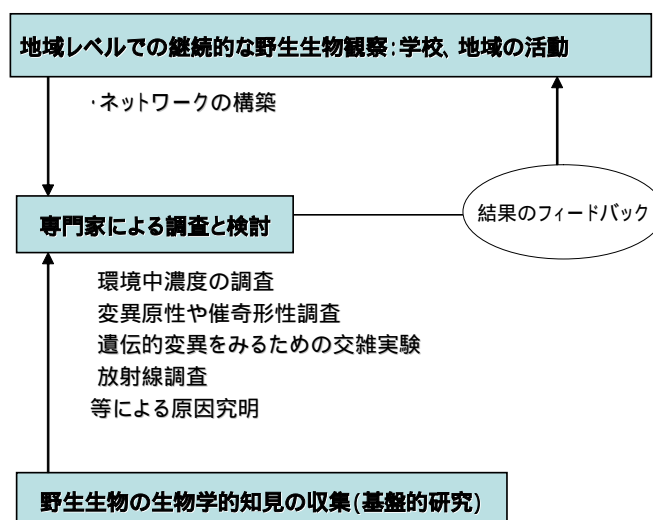 地域レベルでの継続的な野生生物観察:学校、地域の活動
・ネットワークの構築
専門家による調査と検討
結果のフィードバック
環境中濃度の調査
変異原性や催奇形性調査
遺伝的変異をみるための交雑実験
放射線調査
等による原因究明
野生生物の生物学的知見の収集(基盤的研究)